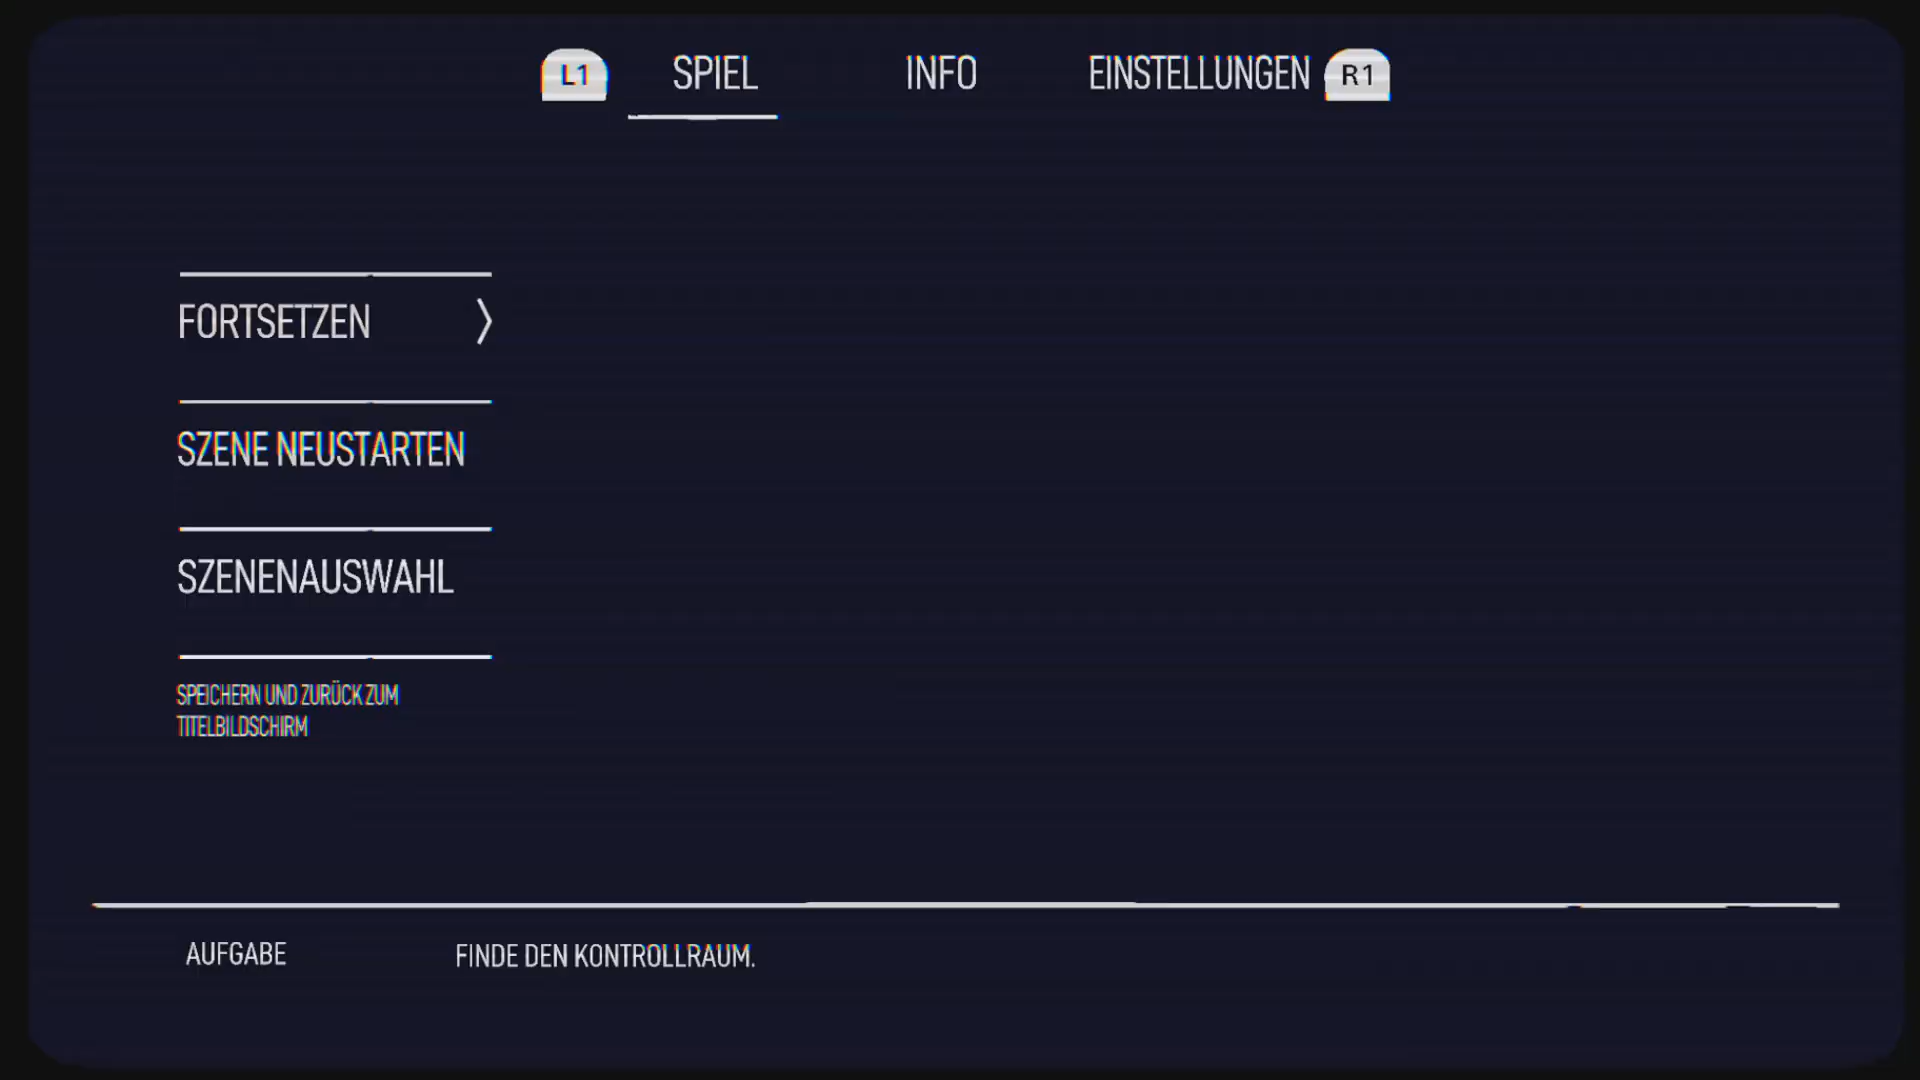 L1 SPIEL INFO EINSTELLUNGEN R1
FORTSETZEN
SZENE NEUSTARTEN
SZENENAUSWAHL
SPEICHERN UND ZURÜCK ZUM
TITELBILDSCHIRM
AUFGABE FINDE DEN KONTROLLRAUM.